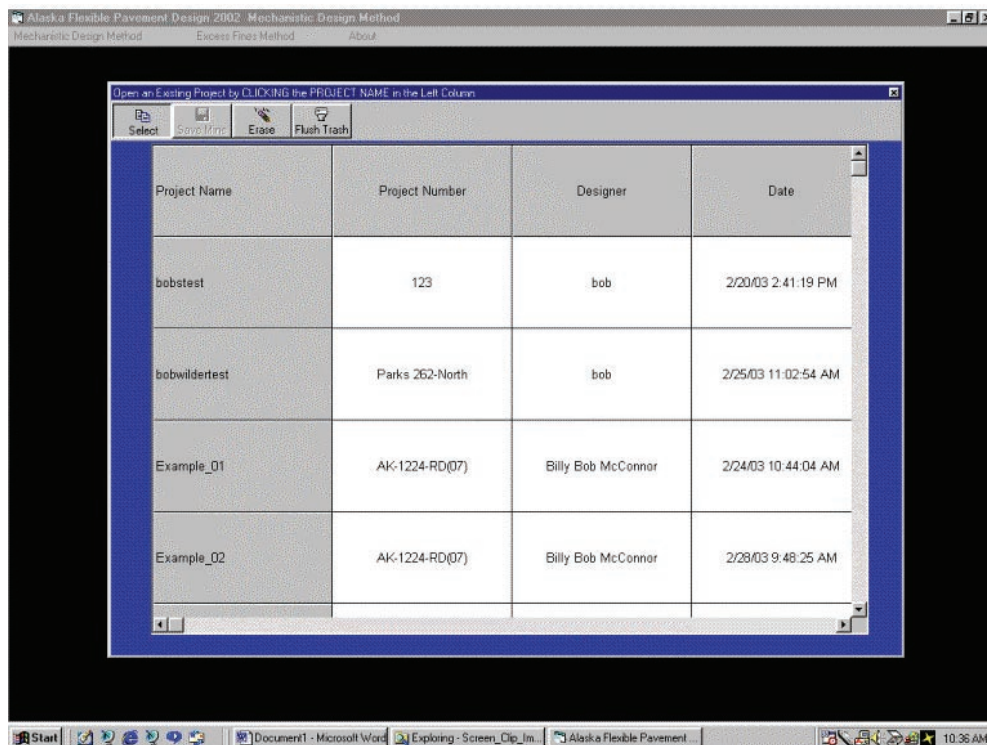 Alaska Flexible Pavement Design 2002 Mechanistic Design Method
Mechanistic Design Method Excess Fines Method About
Open an Existing Project by CLICKING the PROJECT NAME in the Left Column
Select Save Mine Erase Flush Trash
Project Name Project Number Designer Date
bobstest 123 bob 2/20/03 2:41:19 PM
bobwildertest Parks 262-North bob 2/25/03 11:02:54 AM
Example_01 AK-1224-RD(07) Billy Bob McConnor 2/24/03 10:44:04 AM
Example_02 AK-1224-RD(07) Billy Bob McConnor 2/28/03 9:48:25 AM
Start Document1 - Microsoft Word Exploring - Screen_Clip_Im... Alaska Flexible Pavement ... 10:36 AM